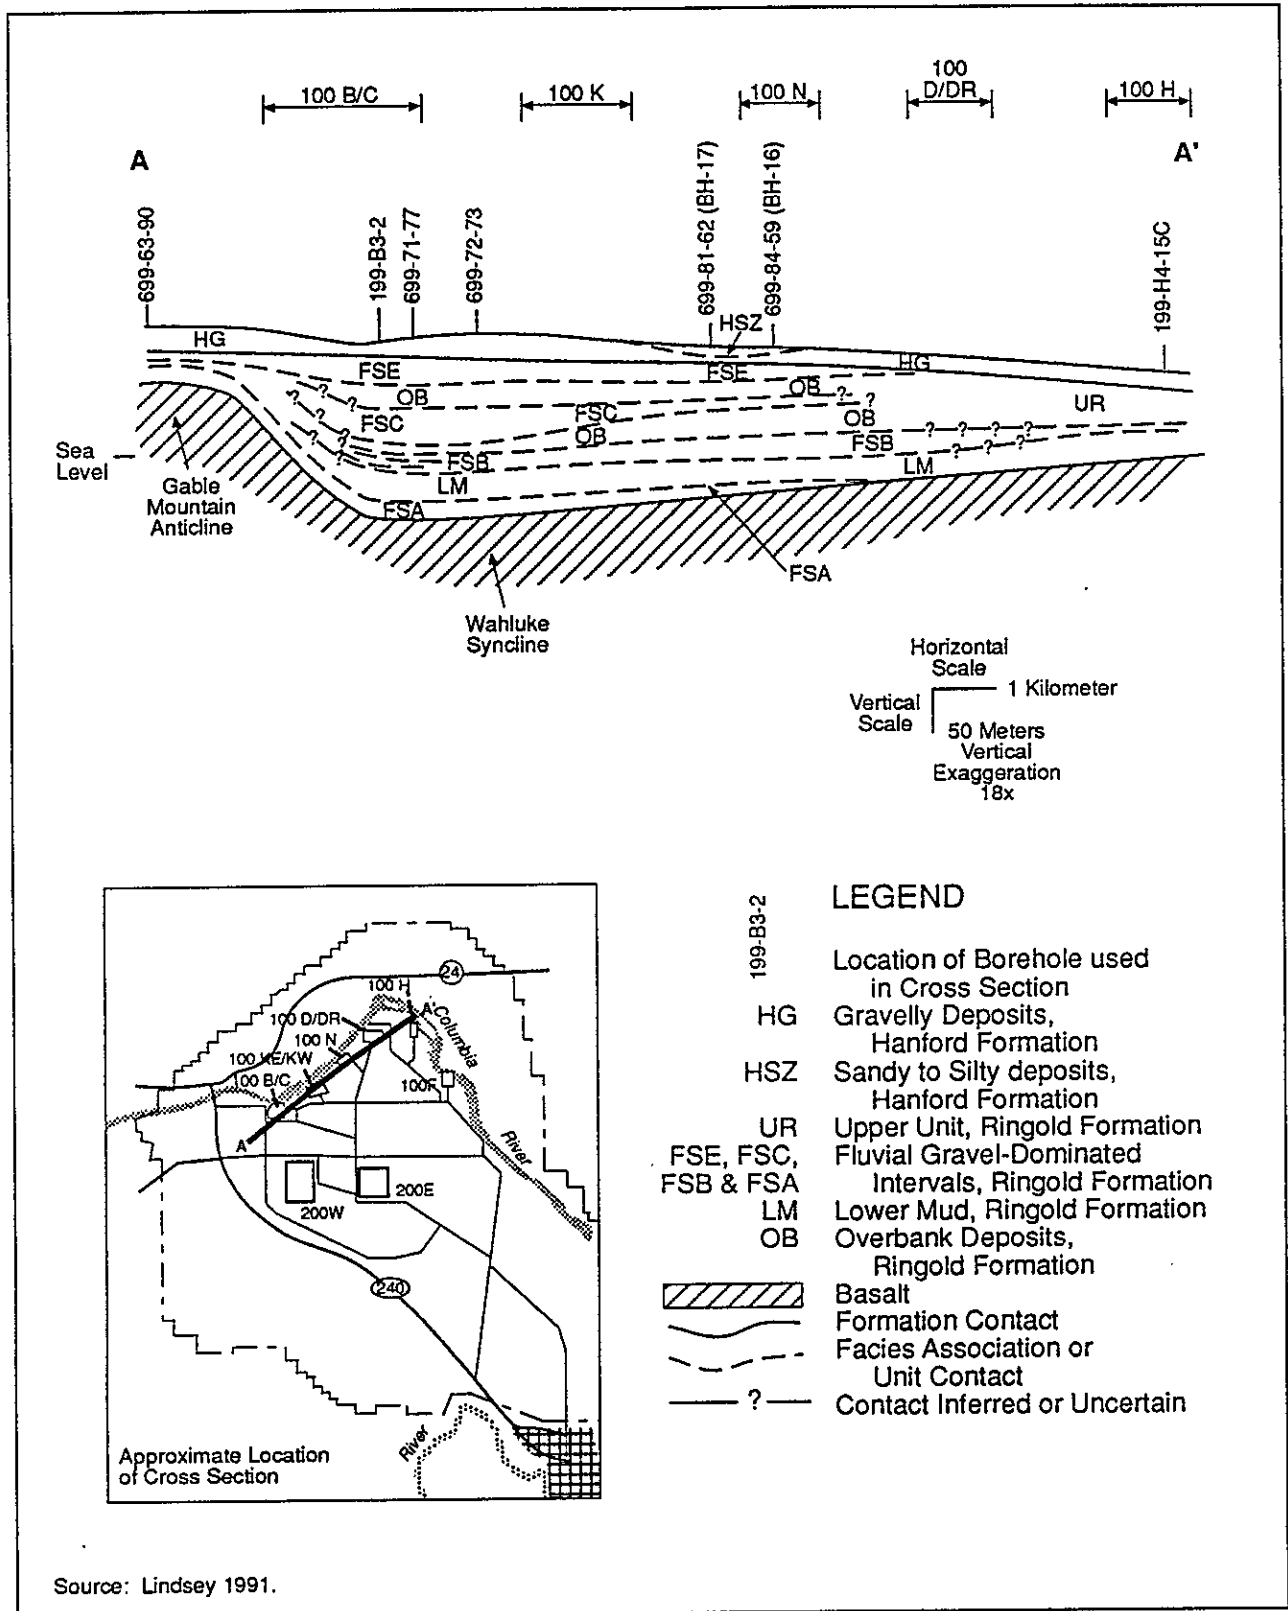 100 B/C
100 K
100 N
100
D/DR
100 H
A
A'
699-63-90
199-B3-2
699-71-77
699-72-73
699-81-62 (BH-17)
699-84-59 (BH-16)
199-H4-15C
HSZ
HG
HG
FSE
FSE
OB
OB
UR
? ? ?
? ?
FSC
FSC
OB
OB
? ? ? ?
? ?
FSB
FSB
? ? ?
LM
LM
Sea
Level
Gable
Mountain
Anticline
FSA
FSA
Wahluke
Syncline
Horizontal
Scale
1 Kilometer
Vertical
Scale
50 Meters
Vertical
Exaggeration
18x
24
100 H
A'
Columbia
100 D/DR
100 N
100 KE/KW
00 B/C
100F
A
River
200E
200W
240
River
Approximate Location
of Cross Section
LEGEND
199-B3-2
Location of Borehole used
in Cross Section
HG Gravelly Deposits,
Hanford Formation
HSZ Sandy to Silty deposits,
Hanford Formation
UR Upper Unit, Ringold Formation
FSE, FSC, Fluvial Gravel-Dominated
FSB & FSA Intervals, Ringold Formation
LM Lower Mud, Ringold Formation
OB Overbank Deposits,
Ringold Formation
Basalt
Formation Contact
Facies Association or
Unit Contact
? Contact Inferred or Uncertain
Source: Lindsey 1991.